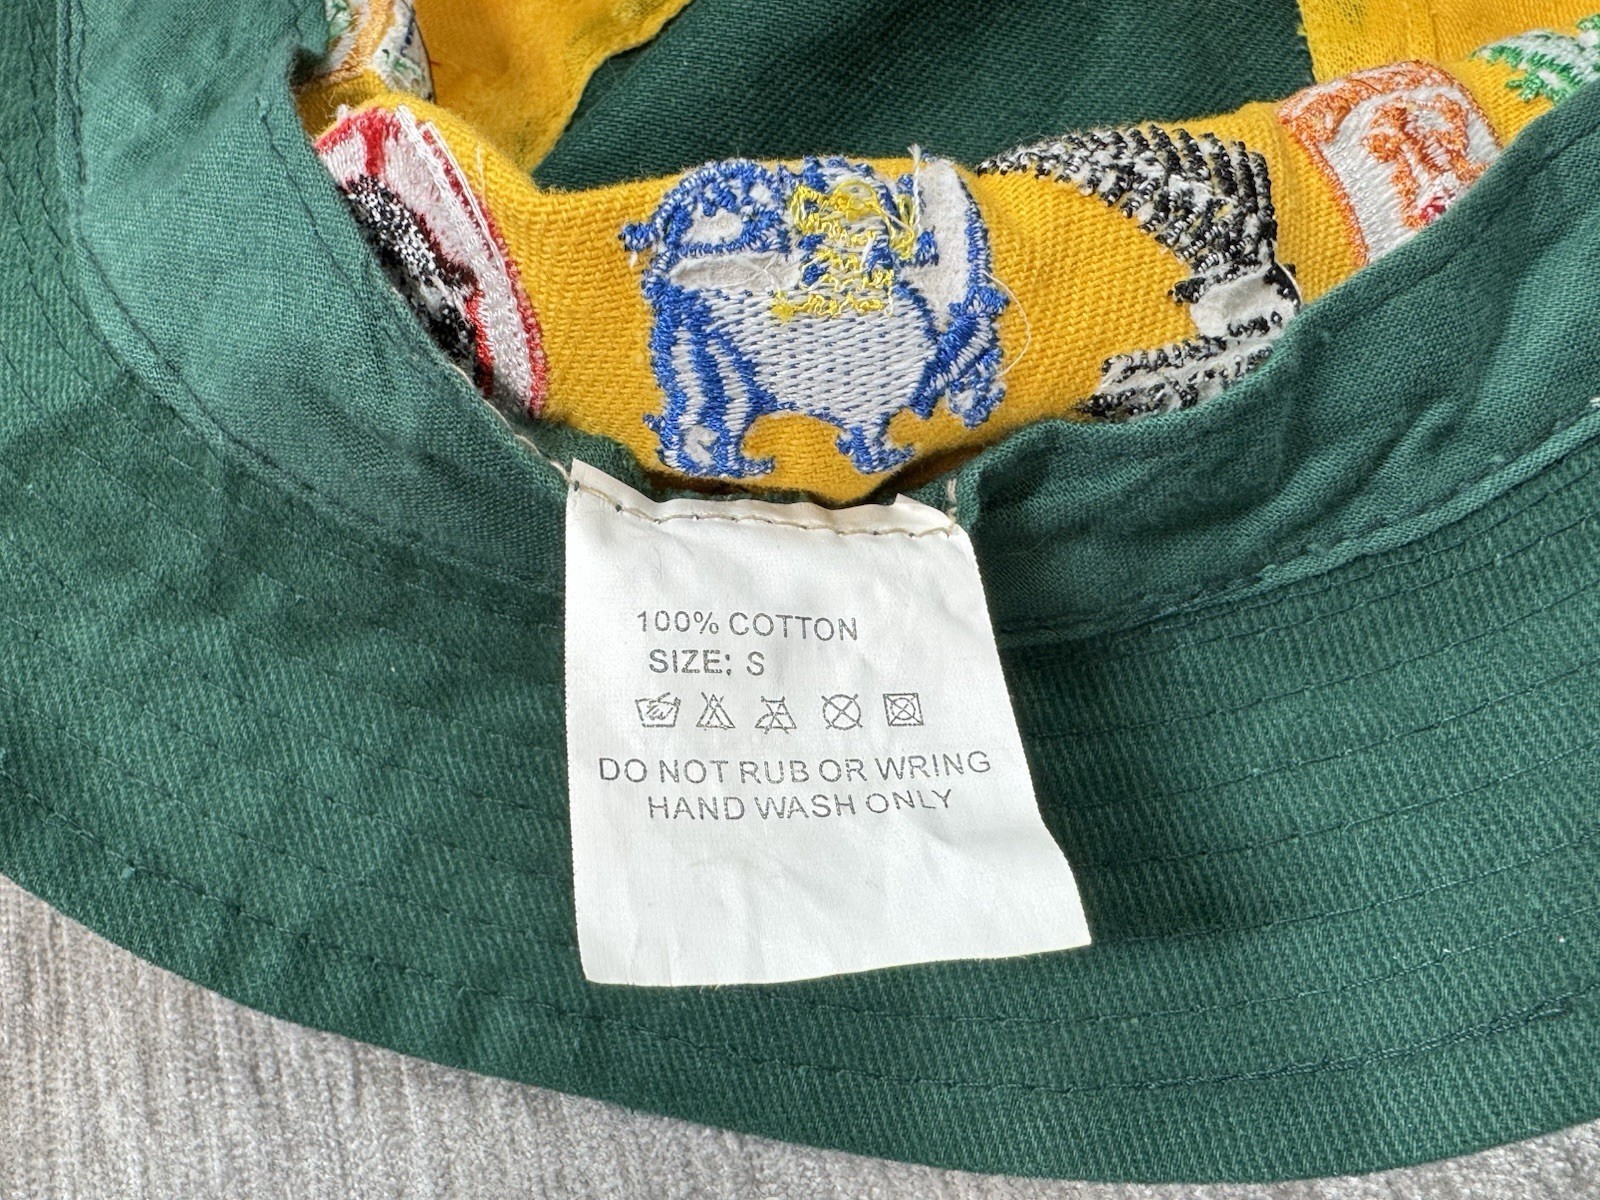 100% COTTON
SIZE: S
DO NOT RUB OR WRING
HAND WASH ONLY